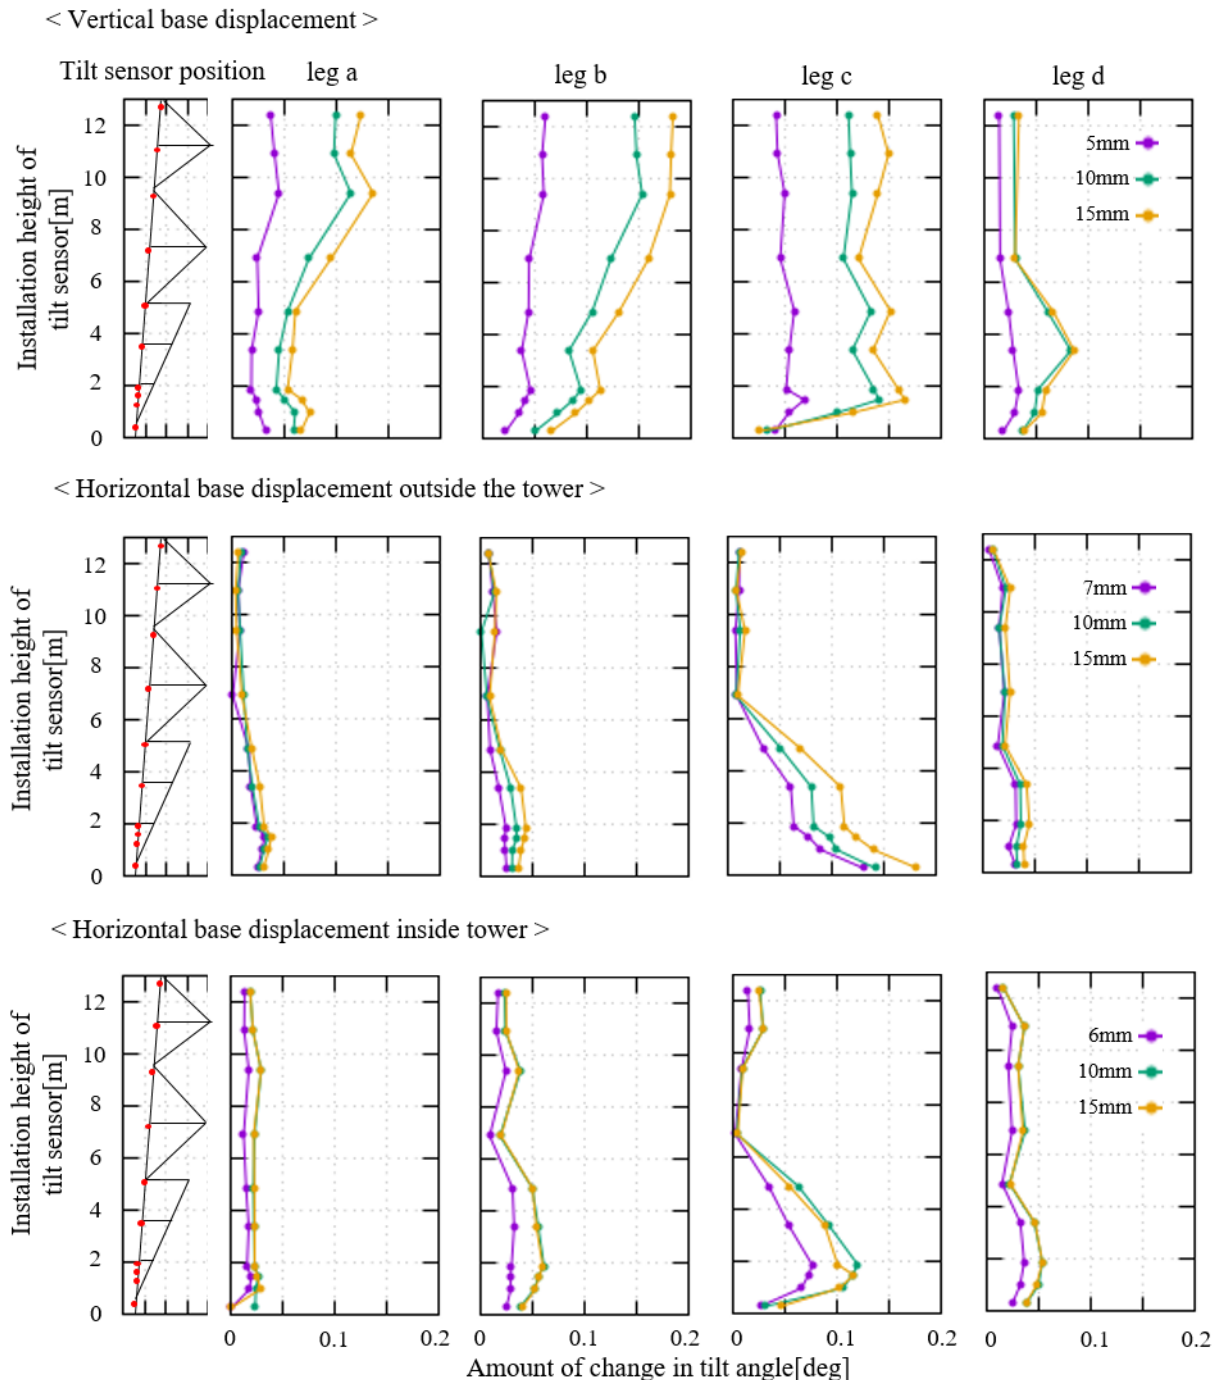 < Vertical base displacement >
Tilt sensor position
leg a
leg b
leg c
leg d
Installation height of
tilt sensor[m]
12
10
8
6
4
2
0
5mm
10mm
15mm
< Horizontal base displacement outside the tower >
Installation height of
tilt sensor[m]
12
10
8
6
4
2
0
7mm
10mm
15mm
< Horizontal base displacement inside tower >
Installation height of
tilt sensor[m]
12
10
8
6
4
2
0
6mm
10mm
15mm
0 0.1 0.2
0 0.1 0.2
0 0.1 0.2
0 0.1 0.2
Amount of change in tilt angle[deg]